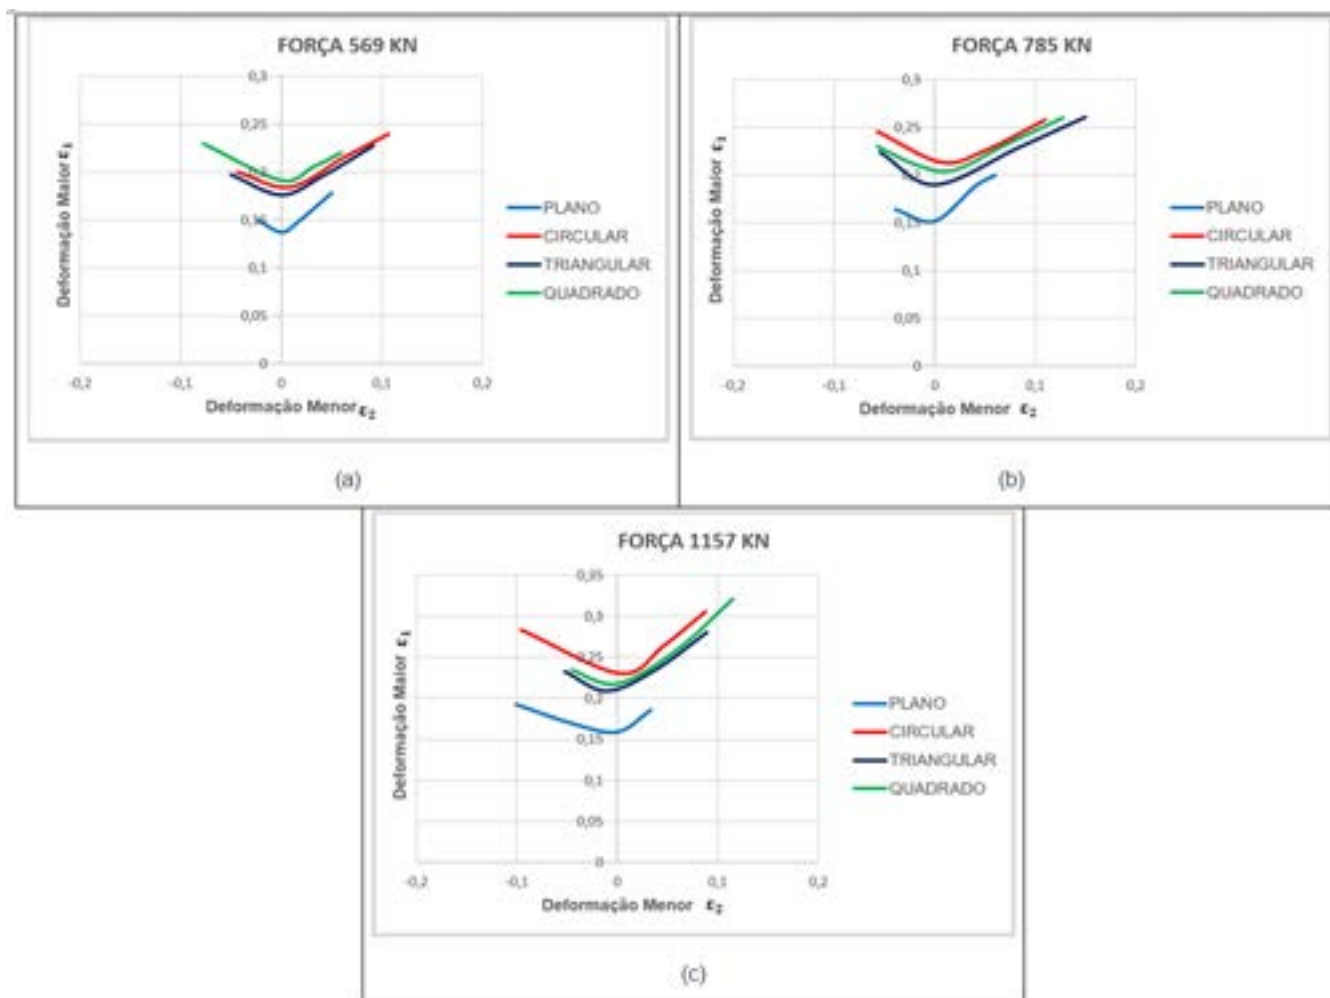 FORÇA 569 KN
Deformação Maior ε₁
0,3
0,25
0,2
0,15
0,1
0,05
0
-0,2 -0,1 0 0,1 0,2
Deformação Menor ε₂
PLANO
CIRCULAR
TRIANGULAR
QUADRADO
(a)
FORÇA 785 KN
Deformação Maior ε₁
0,3
0,25
0,15
0,1
0,05
0
-0,2 -0,1 0 0,1 0,2
Deformação Menor ε₂
PLANO
CIRCULAR
TRIANGULAR
QUADRADO
(b)
FORÇA 1157 KN
Deformação Maior ε₁
0,35
0,3
0,25
0,2
0,15
0,1
0,05
0
-0,2 -0,1 0 0,1 0,2
Deformação Menor ε₂
PLANO
CIRCULAR
TRIANGULAR
QUADRADO
(c)